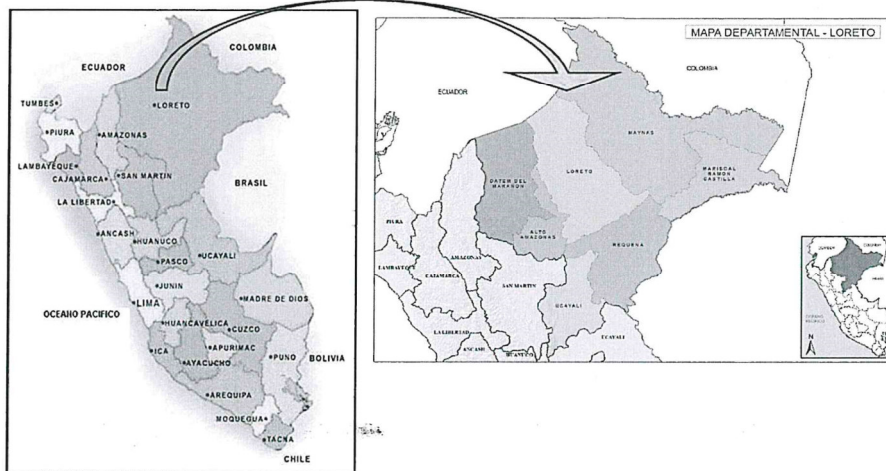 COLOMBIA
ECUADOR
TUMBES
LORETO
PIURA
AMAZONAS
LAMBAYEQUE
CAJAMARCA
SAN MARTIN
BRASIL
LA LIBERTAD
ANCASH
HUANUCO
UCAYALI
PASCO
JUNIN
MADRE DE DIOS
LIMA
OCEANO PACIFICO
HUANCAVELICA
CUZCO
ICA
APURIMAC
PUNO
BOLIVIA
AYACUCHO
AREQUIPA
MOQUEGUA
TACNA
CHILE
MAPA DEPARTAMENTAL - LORETO
COLOMBIA
ECUADOR
MAYNAS
LORETO
MARISCAL
RAMON
CASTILLA
DATEM DEL
MARAÑON
ALTO
AMAZONAS
REQUENA
PIURA
AMAZONAS
LAMBAYEQUE
CAJAMARCA
SAN MARTIN
UCAYALI
LA LIBERTAD
ANCASH
HUANUCO
UCAYALI
N